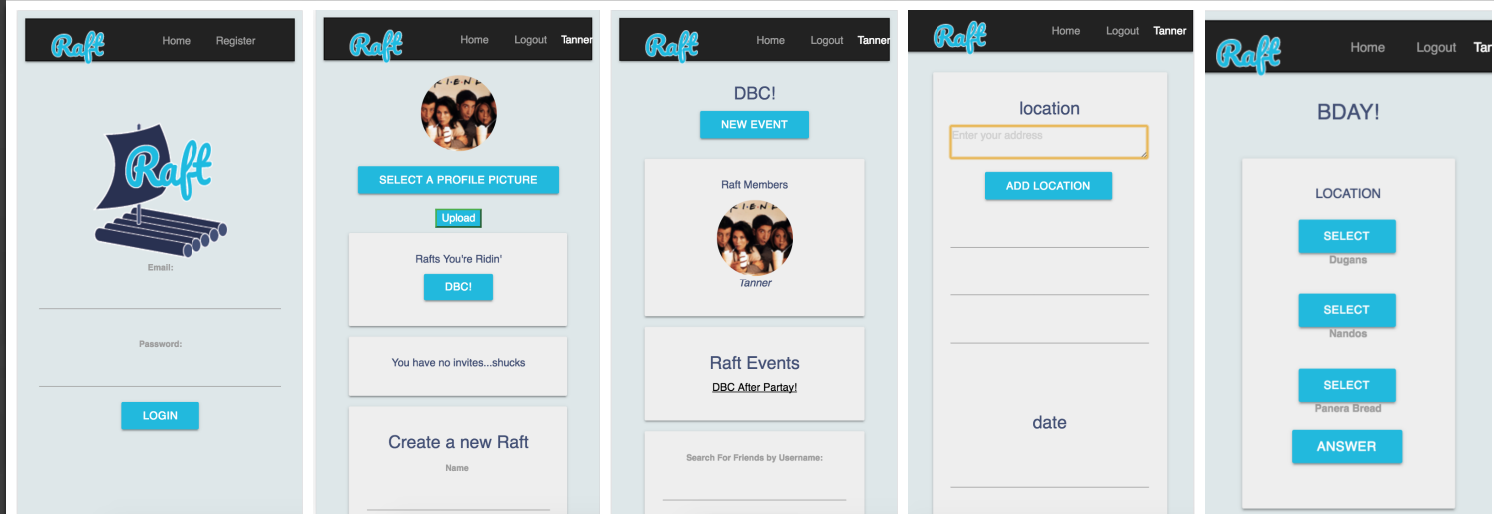 Raft Home Register
Raft
Email:
Password:
LOGIN
Raft Home Logout Tanner
F·R·I·E·N·D
SELECT A PROFILE PICTURE
Upload
Rafts You're Ridin'
DBC!
You have no invites...shucks
Create a new Raft
Name
Raft Home Logout Tanner
DBC!
NEW EVENT
Raft Members
Tanner
Raft Events
DBC After Partay!
Search For Friends by Username:
Raft Home Logout Tanner
location
Enter your address
ADD LOCATION
date
Raft Home Logout Tan
BDAY!
LOCATION
SELECT
Dugans
SELECT
Nandos
SELECT
Panera Bread
ANSWER